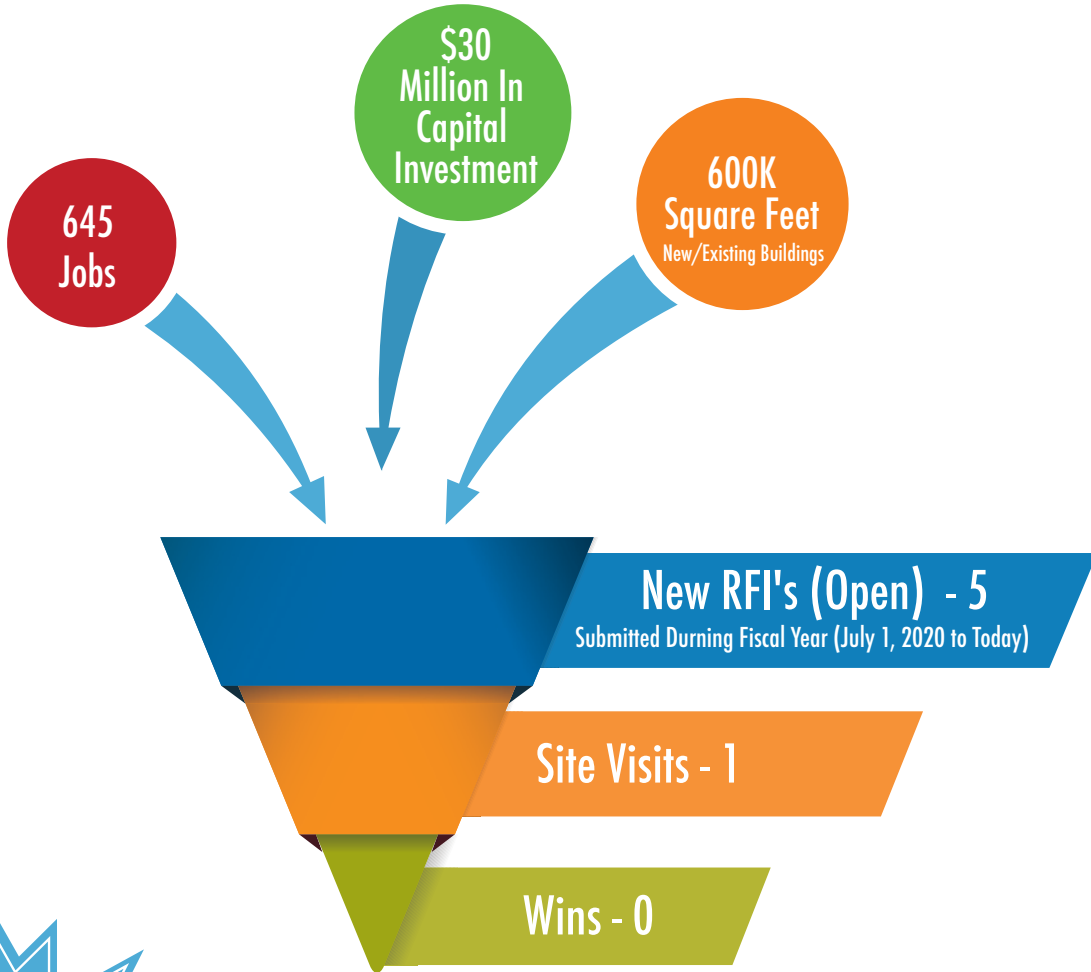 $30
Million In
Capital
Investment
600K
Square Feet
New/Existing Buildings
645
Jobs
New RFI's (Open) - 5
Submitted Durning Fiscal Year (July 1, 2020 to Today)
Site Visits - 1
Wins - 0